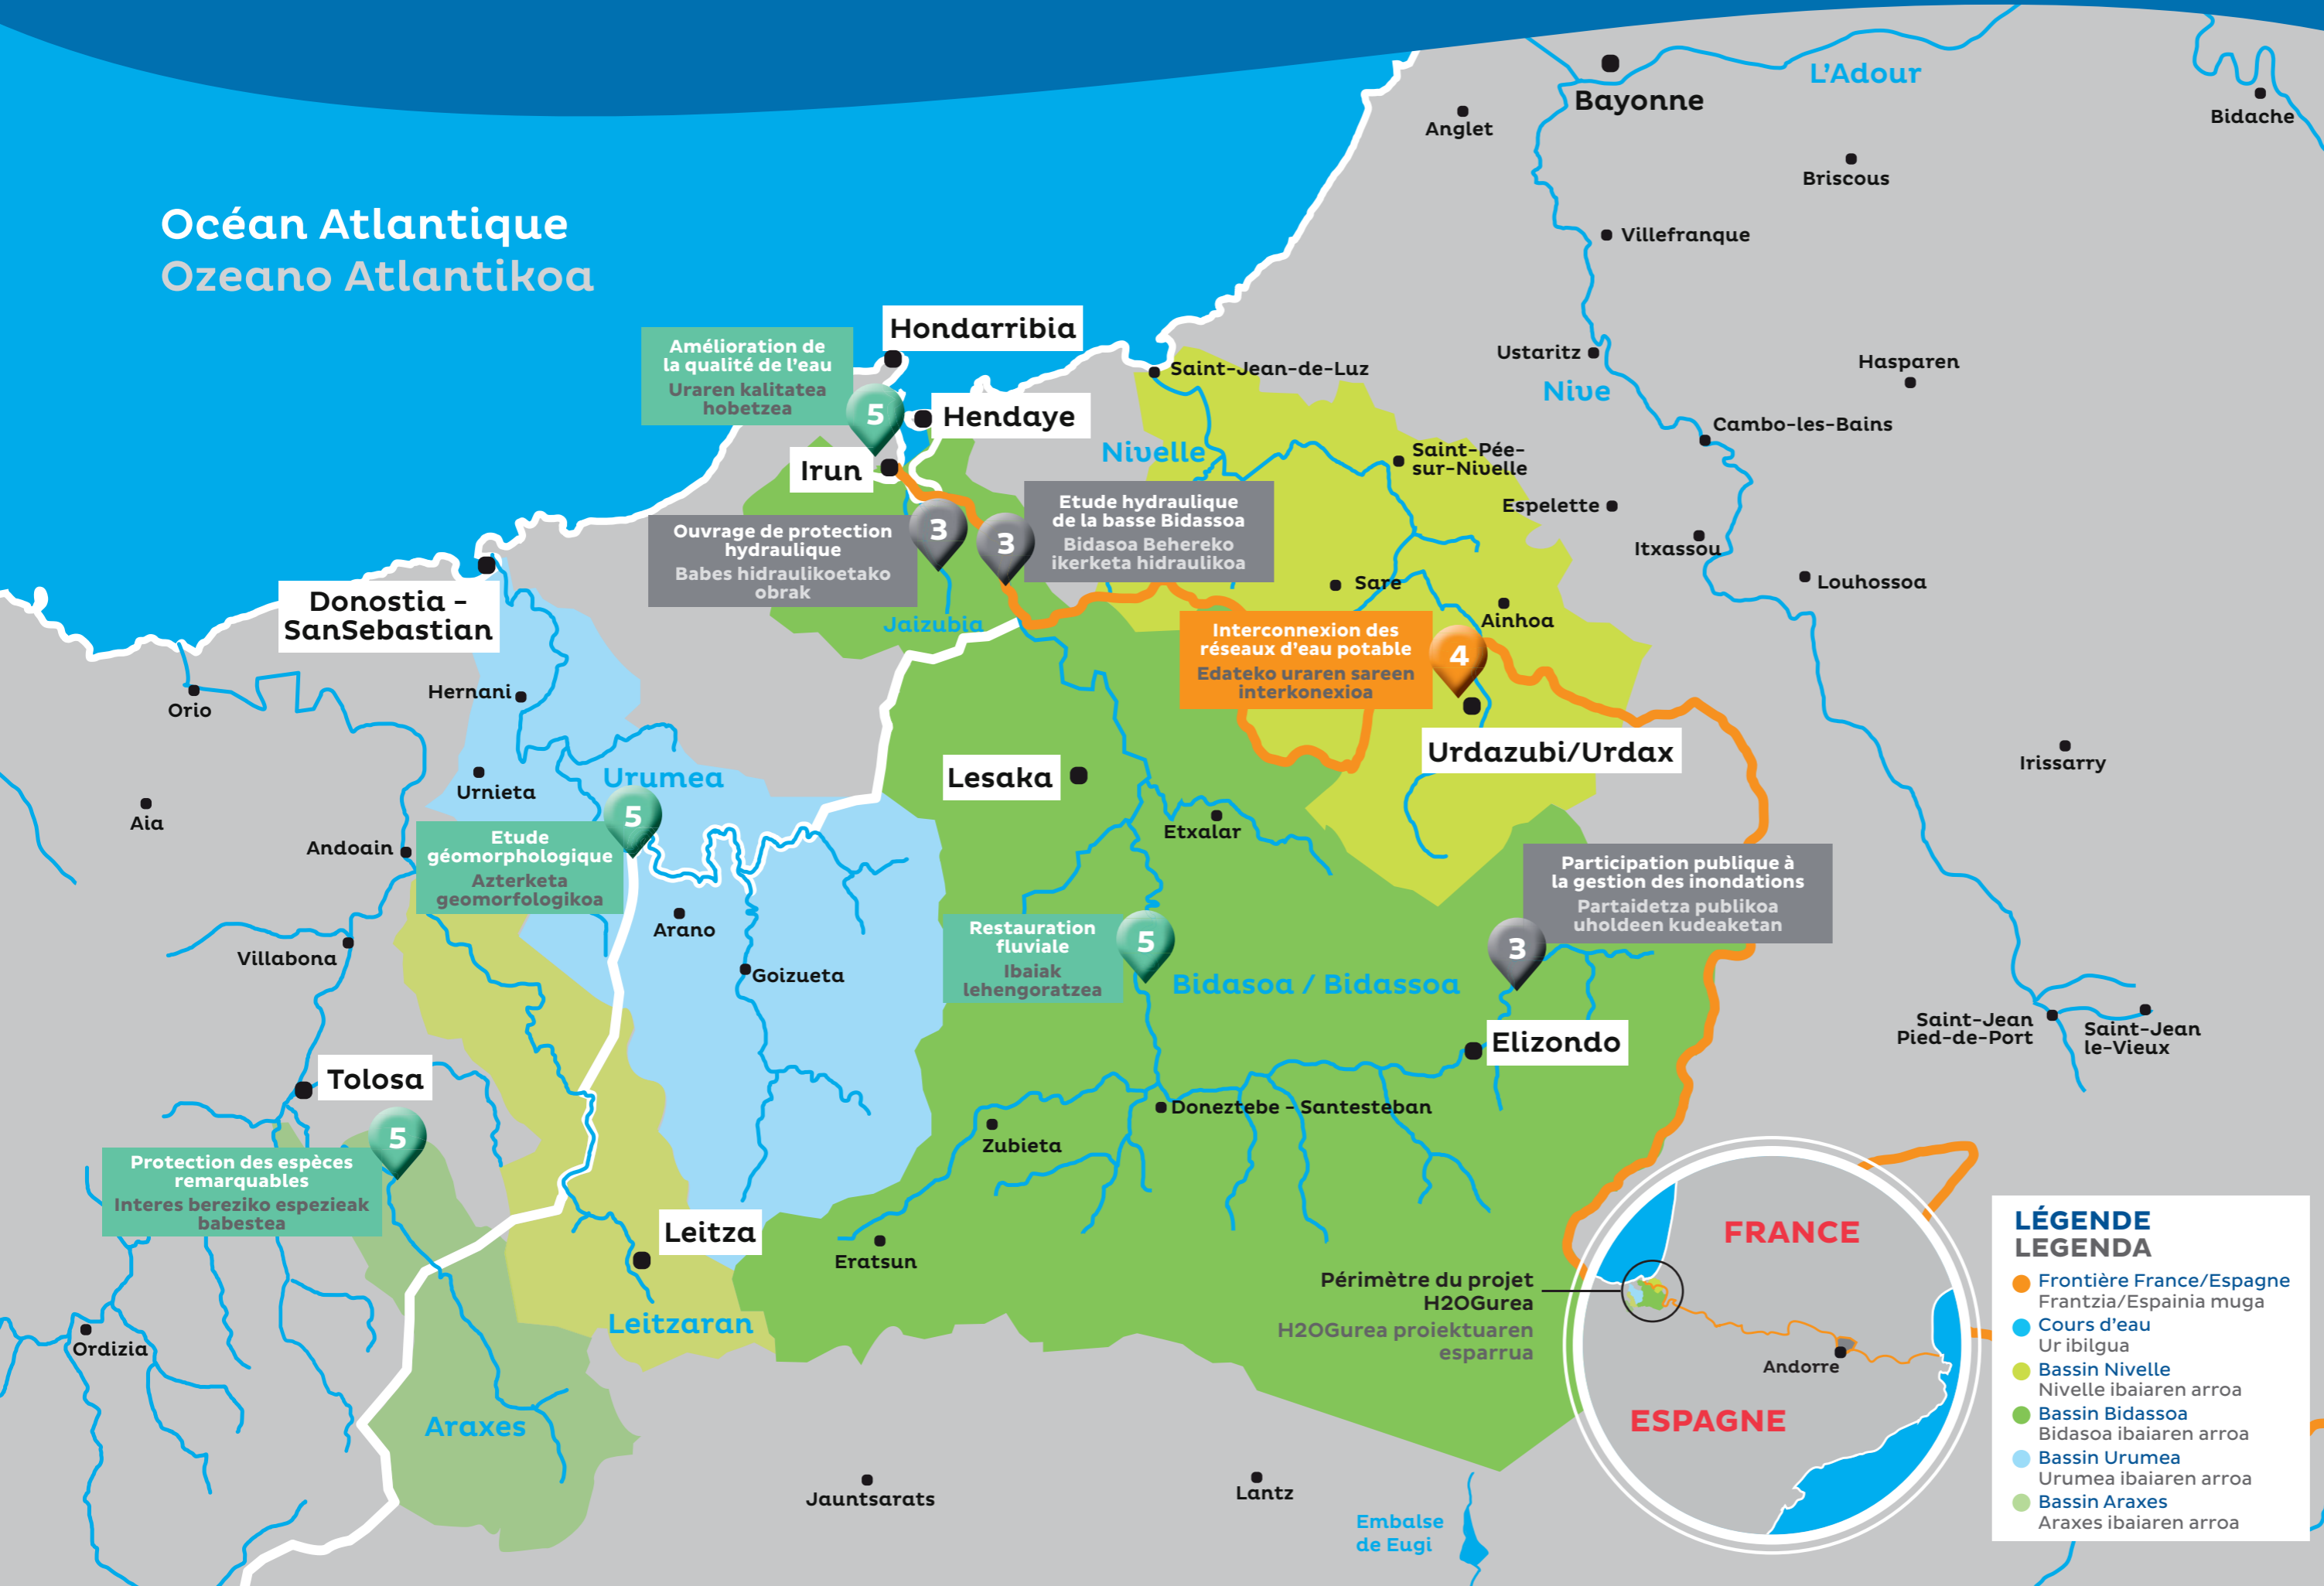 Océan Atlantique
Ozeano Atlantikoa
Bayonne
L'Adour
Bidache
Anglet
Briscous
Villefranque
Ustaritz
Nive
Hasparen
Cambo-les-Bains
Espelette
Itxassou
Louhossoa
Irissarry
Saint-Jean
Pied-de-Port
Saint-Jean
le-Vieux
Hondarribia
Amélioration de
la qualité de l'eau
Uraren kalitatea
hobetzea
5
Hendaye
Irun
Saint-Jean-de-Luz
Nivelle
Saint-Pée-
sur-Nivelle
Ouvrage de protection
hydraulique
Babes hidraulikoetako
obrak
3
3
Etude hydraulique
de la basse Bidassoa
Bidasoa Behereko
ikerketa hidraulikoa
Jaizubia
Sare
Ainhoa
Interconnexion des
réseaux d'eau potable
Edateko uraren sareen
interkonexioa
4
Urdazubi/Urdax
Donostia -
SanSebastian
Orio
Hernani
Urnieta
Urumea
Aia
Andoain
Etude
géomorphologique
Azterketa
geomorfologikoa
5
Arano
Goizueta
Villabona
Lesaka
Etxalar
Restauration
fluviale
Ibaiak
lehengoratzea
5
Bidasoa / Bidassoa
Participation publique à
la gestion des inondations
Partaidetza publikoa
uholdeen kudeaketan
3
Elizondo
Doneztebe - Santesteban
Zubieta
Eratsun
Tolosa
5
Protection des espèces
remarquables
Interes bereziko espezieak
babestea
Leitza
Leitzaran
Ordizia
Araxes
Jauntsarats
Lantz
Embalse
de Eugi
Périmètre du projet
H2OGurea
H2OGurea proiektuaren
esparrua
FRANCE
Andorre
ESPAGNE
LÉGENDE
LEGENDA
Frontière France/Espagne
Frantzia/Espainia muga
Cours d'eau
Ur ibilgua
Bassin Nivelle
Nivelle ibaiaren arroa
Bassin Bidassoa
Bidasoa ibaiaren arroa
Bassin Urumea
Urumea ibaiaren arroa
Bassin Araxes
Araxes ibaiaren arroa